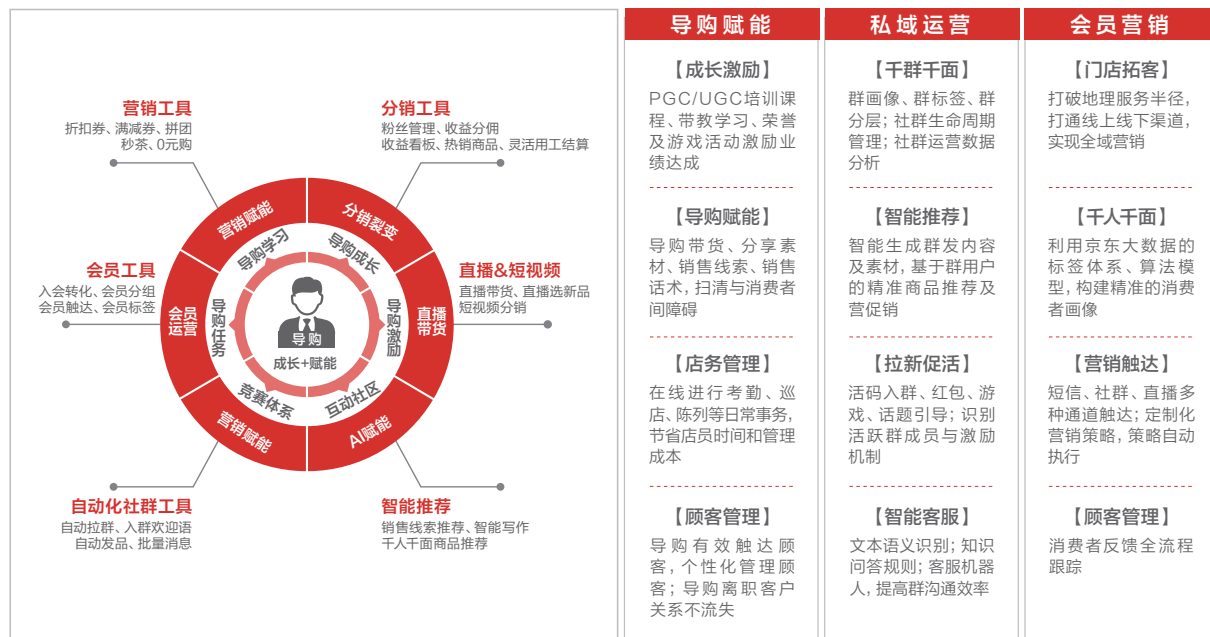 营销工具
折扣券、满减券、拼团
秒茶、0元购
分销工具
粉丝管理、收益分佣
收益看板、热销商品、灵活用工结算
会员工具
入会转化、会员分组
会员触达、会员标签
直播&短视频
直播带货、直播选新品
短视频分销
自动化社群工具
自动拉群、入群欢迎语
自动发品、批量消息
智能推荐
销售线索推荐、智能写作
千人千面商品推荐
营销赋能
分销裂变
会员
运营
直播
带货
营销赋能
AI赋能
导购学习
导购成长
导购任务
导购激励
竞赛体系
互动社区
导购
成长+赋能
导购赋能
【成长激励】
PGC/UGC培训课
程、带教学习、荣誉
及游戏活动激励业
绩达成
【导购赋能】
导购带货、分享素
材、销售线索、销售
话术，扫清与消费者
间障碍
【店务管理】
在线进行考勤、巡
店、陈列等日常事务，
节省店员时间和管理
成本
【顾客管理】
导购有效触达顾
客，个性化管理顾
客；导购离职客户
关系不流失
私域运营
【千群千面】
群画像、群标签、群
分层；社群生命周期
管理；社群运营数据
分析
【智能推荐】
智能生成群发内容
及素材，基于群用户
的精准商品推荐及
营促销
【拉新促活】
活码入群、红包、游
戏、话题引导；识别
活跃群成员与激励
机制
【智能客服】
文本语义识别；知识
问答规则；客服机器
人，提高群沟通效率
会员营销
【门店拓客】
打破地理服务半径，
打通线上线下渠道，
实现全域营销
【千人千面】
利用京东大数据的
标签体系、算法模
型，构建精准的消费
者画像
【营销触达】
短信、社群、直播多
种通道触达；定制化
营销策略，策略自动
执行
【顾客管理】
消费者反馈全流程
跟踪